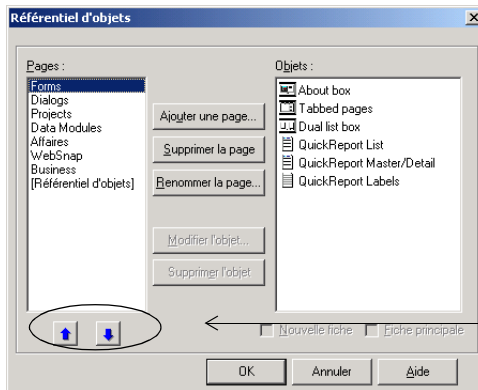 Référentiel d'objets
Pages :
Forms
Dialogs
Projects
Data Modules
Affaires
WebSnap
Business
[Référentiel d'objets]
Ajouter une page...
Supprimer la page
Renommer la page...
Modifier l'objet...
Supprimer l'objet
Objets :
About box
Tabbed pages
Dual list box
QuickReport List
QuickReport Master/Detail
QuickReport Labels
Nouvelle fiche
Fiche principale
OK
Annuler
Aide